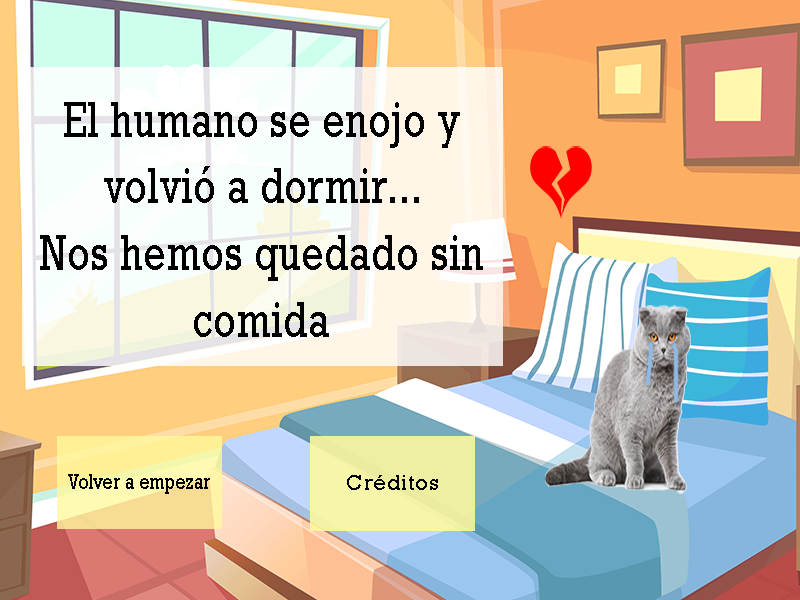 El humano se enojo y
volvió a dormir...
Nos hemos quedado sin
comida
Volver a empezar
Créditos